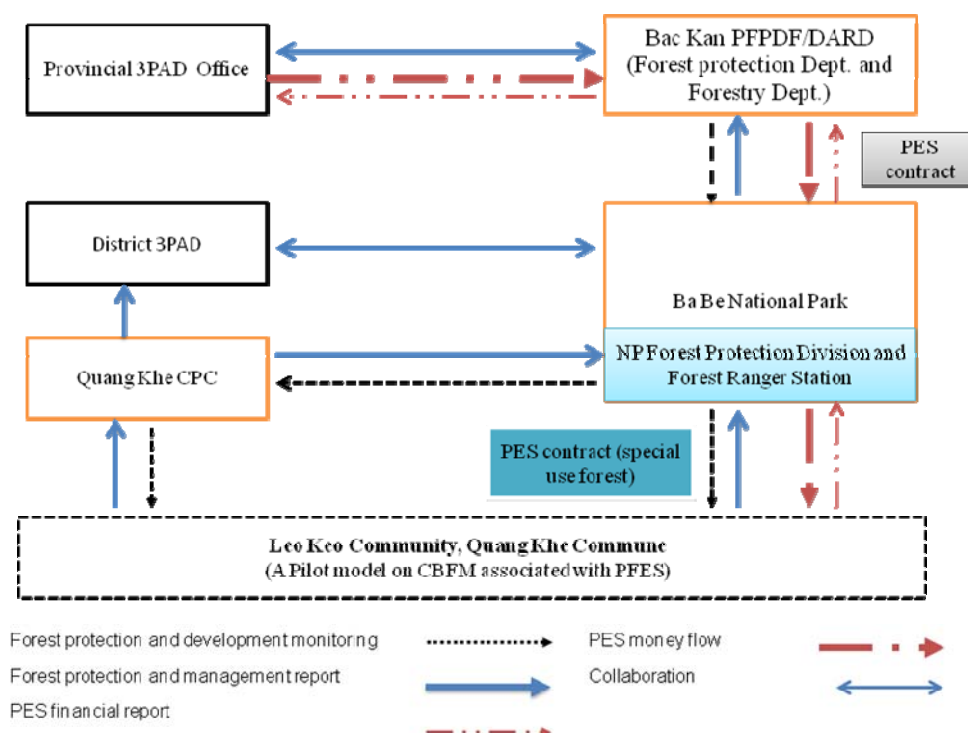 Provincial 3PAD Office
Bac Kan PFPDF/DARD
(Forest protection Dept. and
Forestry Dept.)
PES
contract
District 3PAD
Ba Be National Park
NP Forest Protection Division and
Forest Ranger Station
Quang Khe CPC
PES contract (special
use forest)
Leo Keo Community, Quang Khe Commune
(A Pilot model on CBFM associated with PFES)
Forest protection and development monitoring
PES money flow
Forest protection and management report
Collaboration
PES financial report